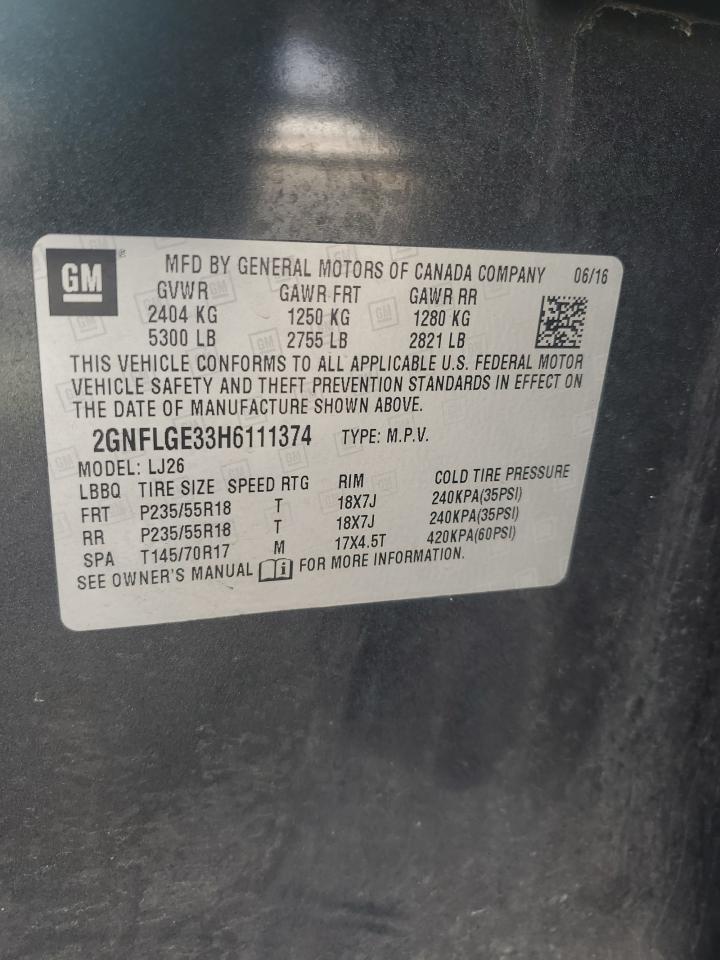 GM ® MFD BY GENERAL MOTORS OF CANADA COMPANY 06/16
GVWR GAWR FRT GAWR RR
2404 KG 1250 KG 1280 KG
5300 LB 2755 LB 2821 LB
THIS VEHICLE CONFORMS TO ALL APPLICABLE U.S. FEDERAL MOTOR
VEHICLE SAFETY AND THEFT PREVENTION STANDARDS IN EFFECT ON
THE DATE OF MANUFACTURE SHOWN ABOVE.
2GNFLGE33H6111374 TYPE: M.P.V.
MODEL: LJ26
LBBQ TIRE SIZE SPEED RTG RIM COLD TIRE PRESSURE
FRT P235/55R18 T 18X7J 240KPA(35PSI)
RR P235/55R18 T 18X7J 240KPA(35PSI)
SPA T145/70R17 M 17X4.5T 420KPA(60PSI)
SEE OWNER'S MANUAL FOR MORE INFORMATION.